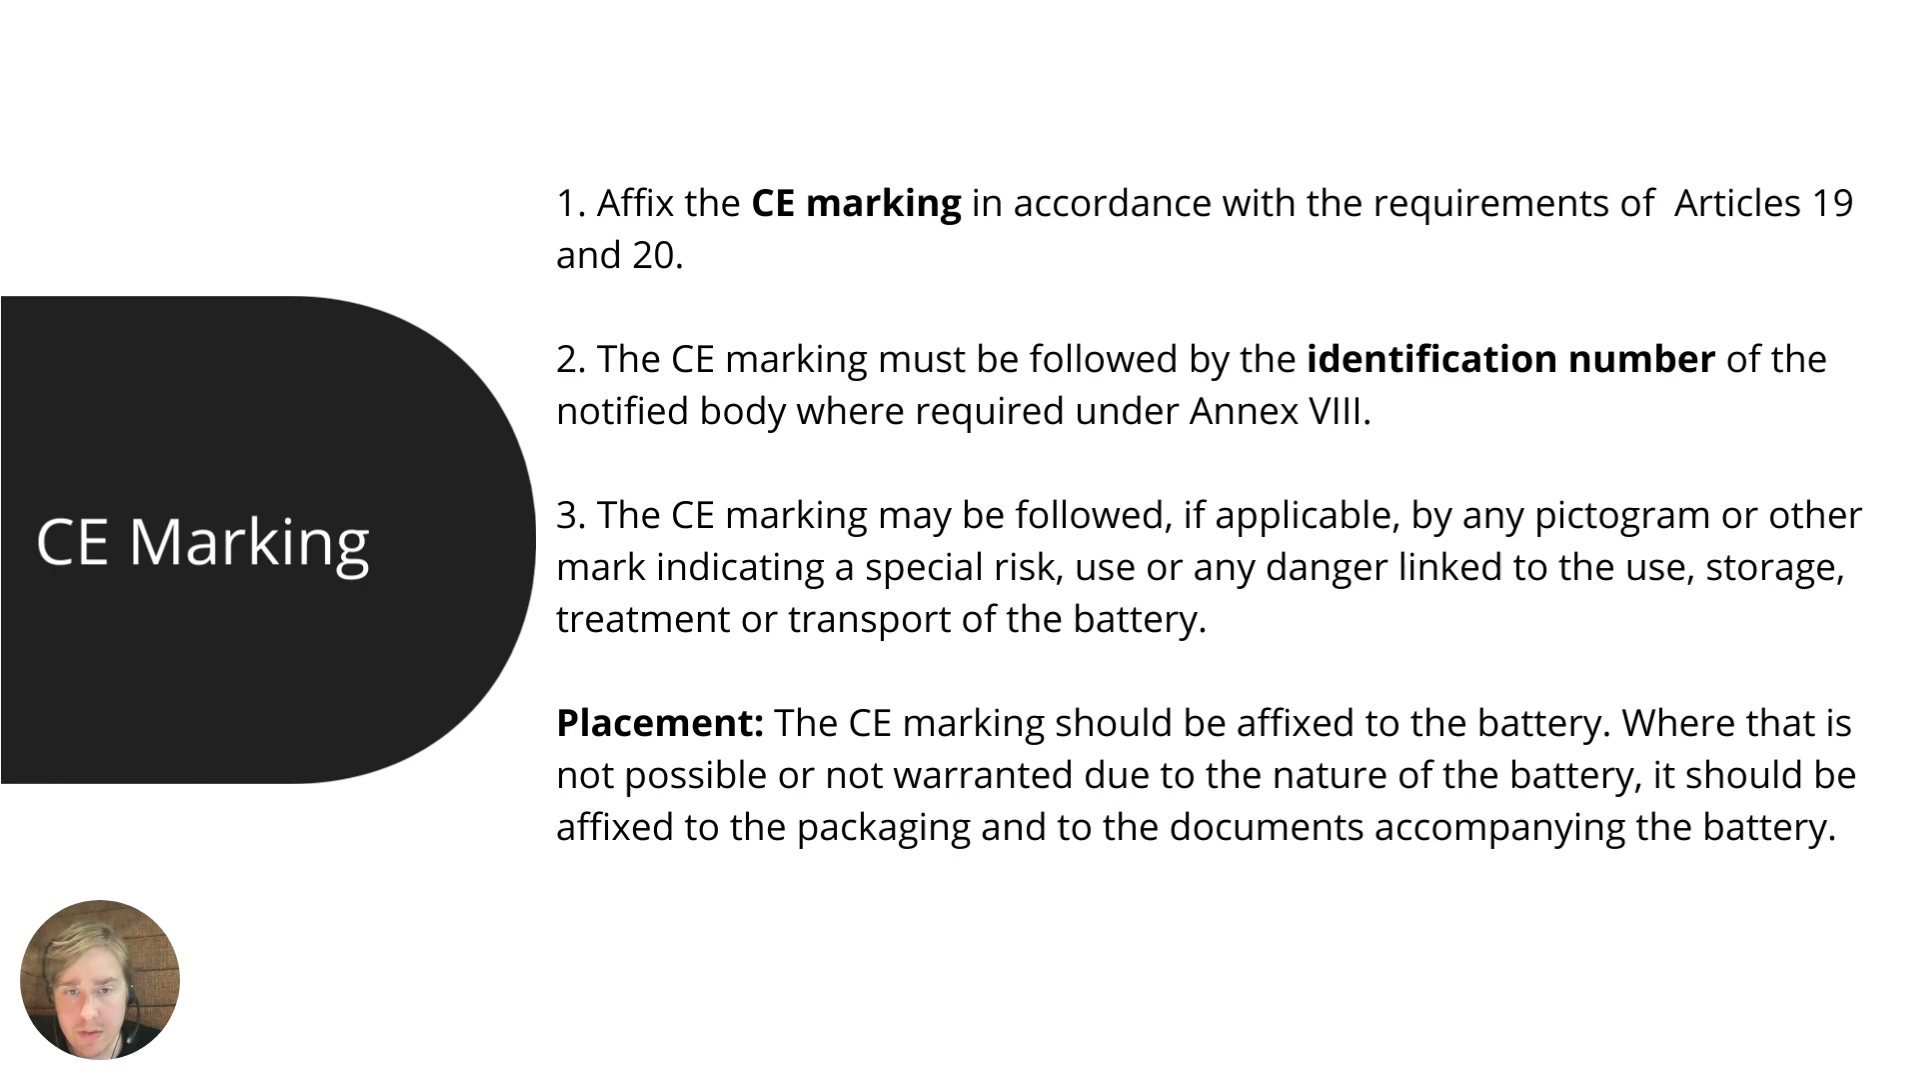 CE Marking
1. Affix the CE marking in accordance with the requirements of  Articles 19
and 20.
2. The CE marking must be followed by the identification number of the
notified body where required under Annex VIII.
3. The CE marking may be followed, if applicable, by any pictogram or other
mark indicating a special risk, use or any danger linked to the use, storage,
treatment or transport of the battery.
Placement: The CE marking should be affixed to the battery. Where that is
not possible or not warranted due to the nature of the battery, it should be
affixed to the packaging and to the documents accompanying the battery.